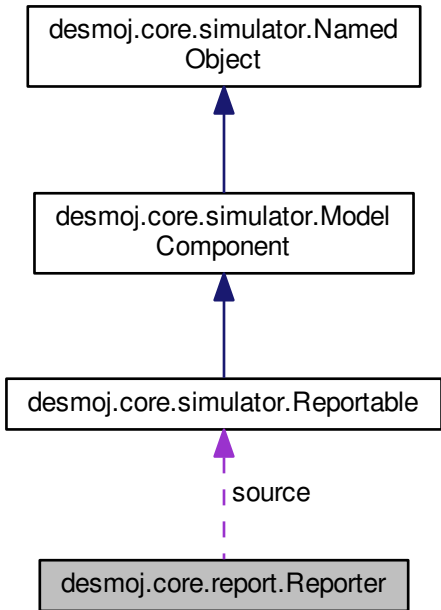 desmoj.core.simulator.Named
Object
desmoj.core.simulator.Model
Component
desmoj.core.simulator.Reportable
source
desmoj.core.report.Reporter